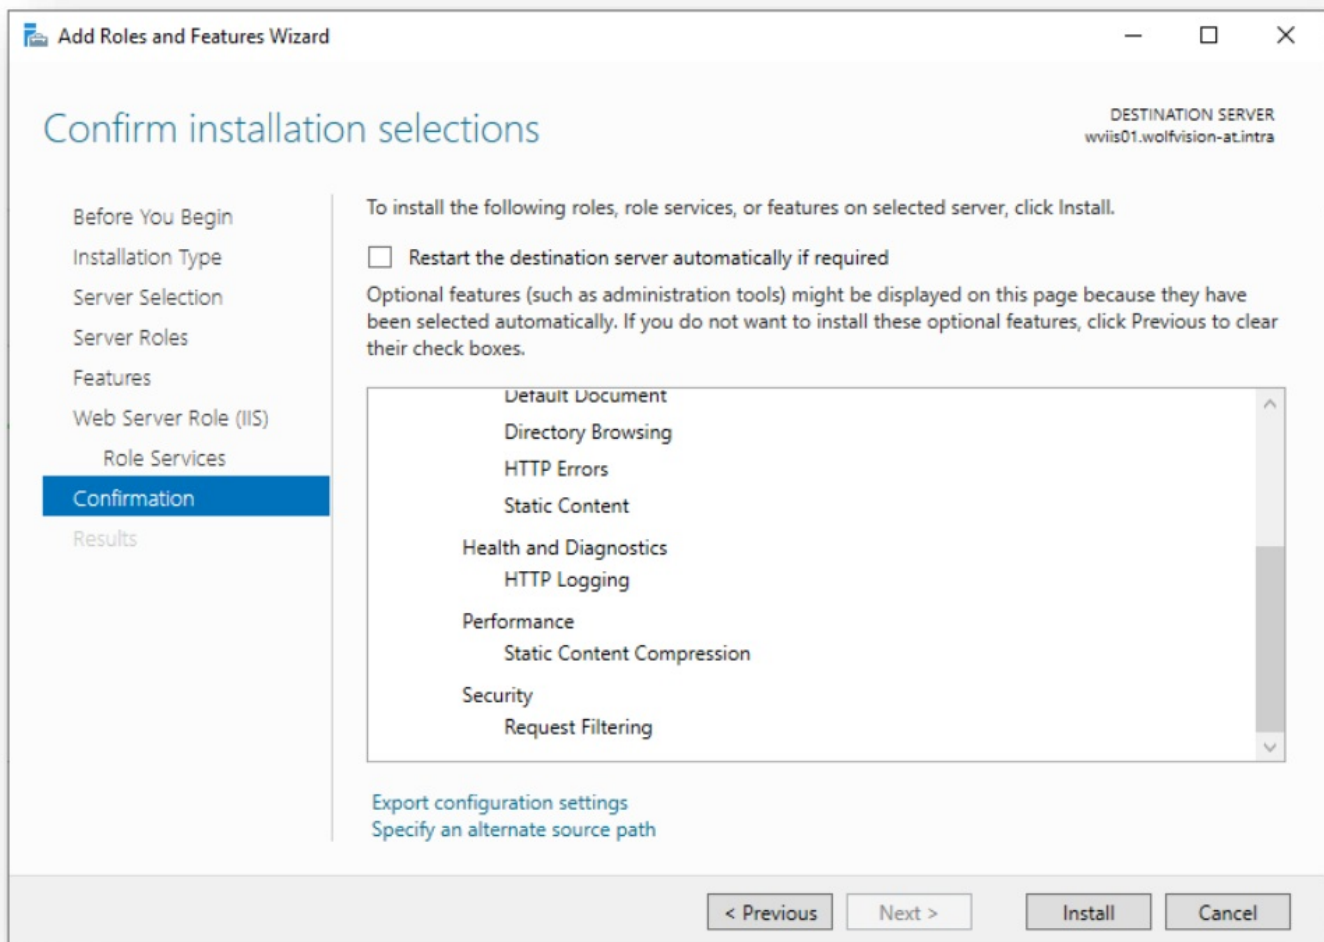 Add Roles and Features Wizard
Confirm installation selections
DESTINATION SERVER
wviis01.wolfvision-at.intra
Before You Begin
Installation Type
Server Selection
Server Roles
Features
Web Server Role (IIS)
Role Services
Confirmation
Results
To install the following roles, role services, or features on selected server, click Install.
Restart the destination server automatically if required
Optional features (such as administration tools) might be displayed on this page because they have
been selected automatically. If you do not want to install these optional features, click Previous to clear
their check boxes.
Default Document
Directory Browsing
HTTP Errors
Static Content
Health and Diagnostics
HTTP Logging
Performance
Static Content Compression
Security
Request Filtering
Export configuration settings
Specify an alternate source path
< Previous
Next >
Install
Cancel